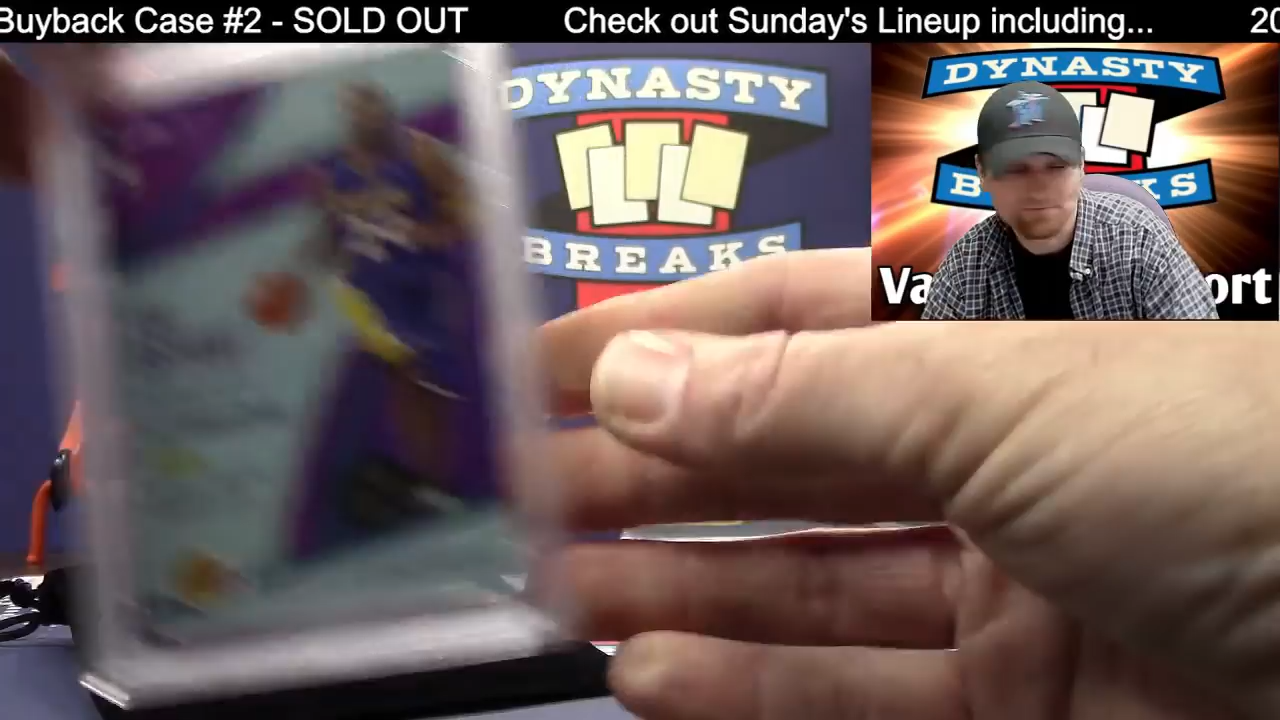 Buyback Case #2 - SOLD OUT Check out Sunday's Lineup including... 20
DYNASTY
BREAKS
DYNASTY
B KS
Va ort